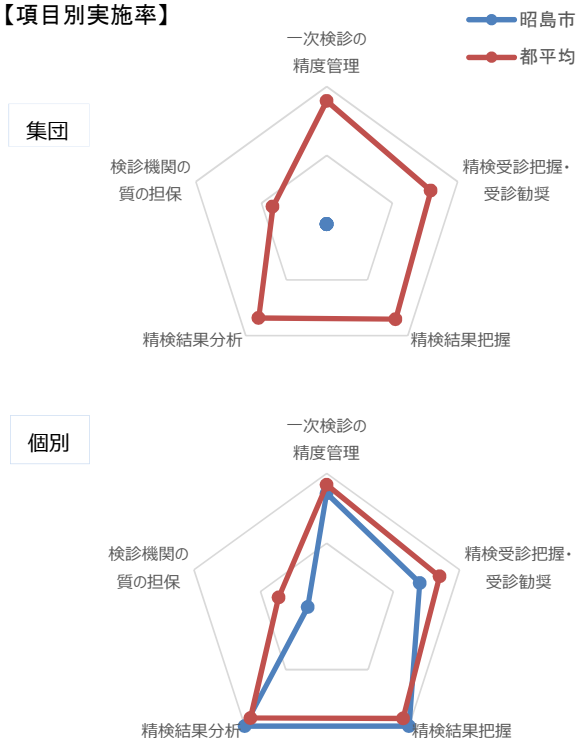 【項目別実施率】
昭島市
都平均
集団
一次検診の
精度管理
精検受診把握・
受診勧奨
検診機関の
質の担保
精検結果分析
精検結果把握
個別
一次検診の
精度管理
精検受診把握・
受診勧奨
検診機関の
質の担保
精検結果分析
精検結果把握